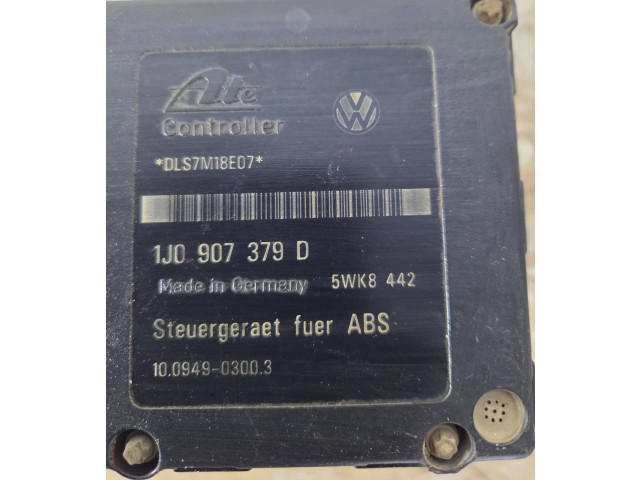 Ate
Controller
*DLS7M18E07*
1J0 907 379 D
Made in Germany 5WK8 442
Steuergeraet fuer ABS
10.0949-0300.3